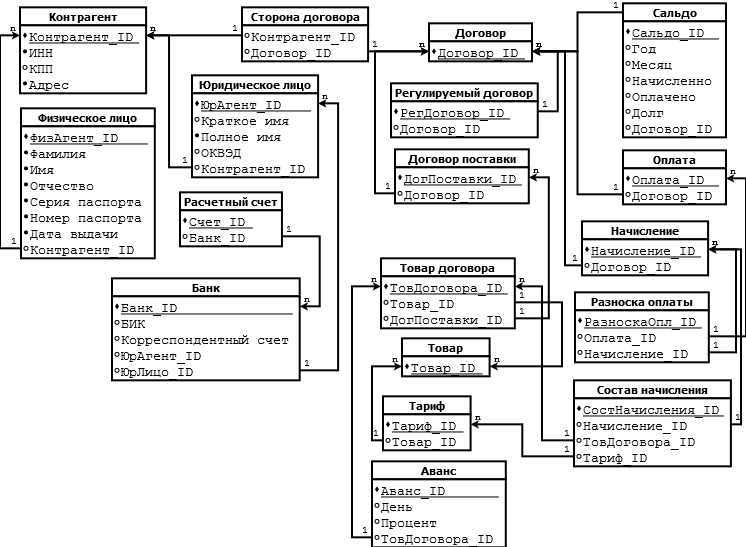 Контрагент
Контрагент_ID
ИНН
КПП
Адрес
Сторона договора
Контрагент_ID
Договор_ID
Договор
Договор_ID
Сальдо
Сальдо_ID
Год
Месяц
Начисленно
Оплачено
Долг
Договор_ID
Юридическое лицо
ЮрАгент_ID
Краткое имя
Полное имя
ОКВЭД
Контрагент_ID
Регулируемый договор
РегДоговор_ID
Договор_ID
Физическое лицо
ФизАгент_ID
Фамилия
Имя
Отчество
Серия паспорта
Номер паспорта
Дата выдачи
Контрагент_ID
Договор поставки
ДогПоставки_ID
Договор_ID
Оплата
Оплата_ID
Договор_ID
Расчетный счет
Счет_ID
Банк_ID
Начисление
Начисление_ID
Договор_ID
Товар договора
ТовДоговора_ID
Товар_ID
ДогПоставки_ID
Банк
Банк_ID
БИК
Корреспондентный счет
ЮрАгент_ID
ЮрЛицо_ID
Разноска оплаты
РазноскаОпл_ID
Оплата_ID
Начисление_ID
Товар
Товар_ID
Состав начисления
СостНачисления_ID
Начисление_ID
ТовДоговора_ID
Тариф_ID
Тариф
Тариф_ID
Товар_ID
Аванс
Аванс_ID
День
Процент
ТовДоговора_ID